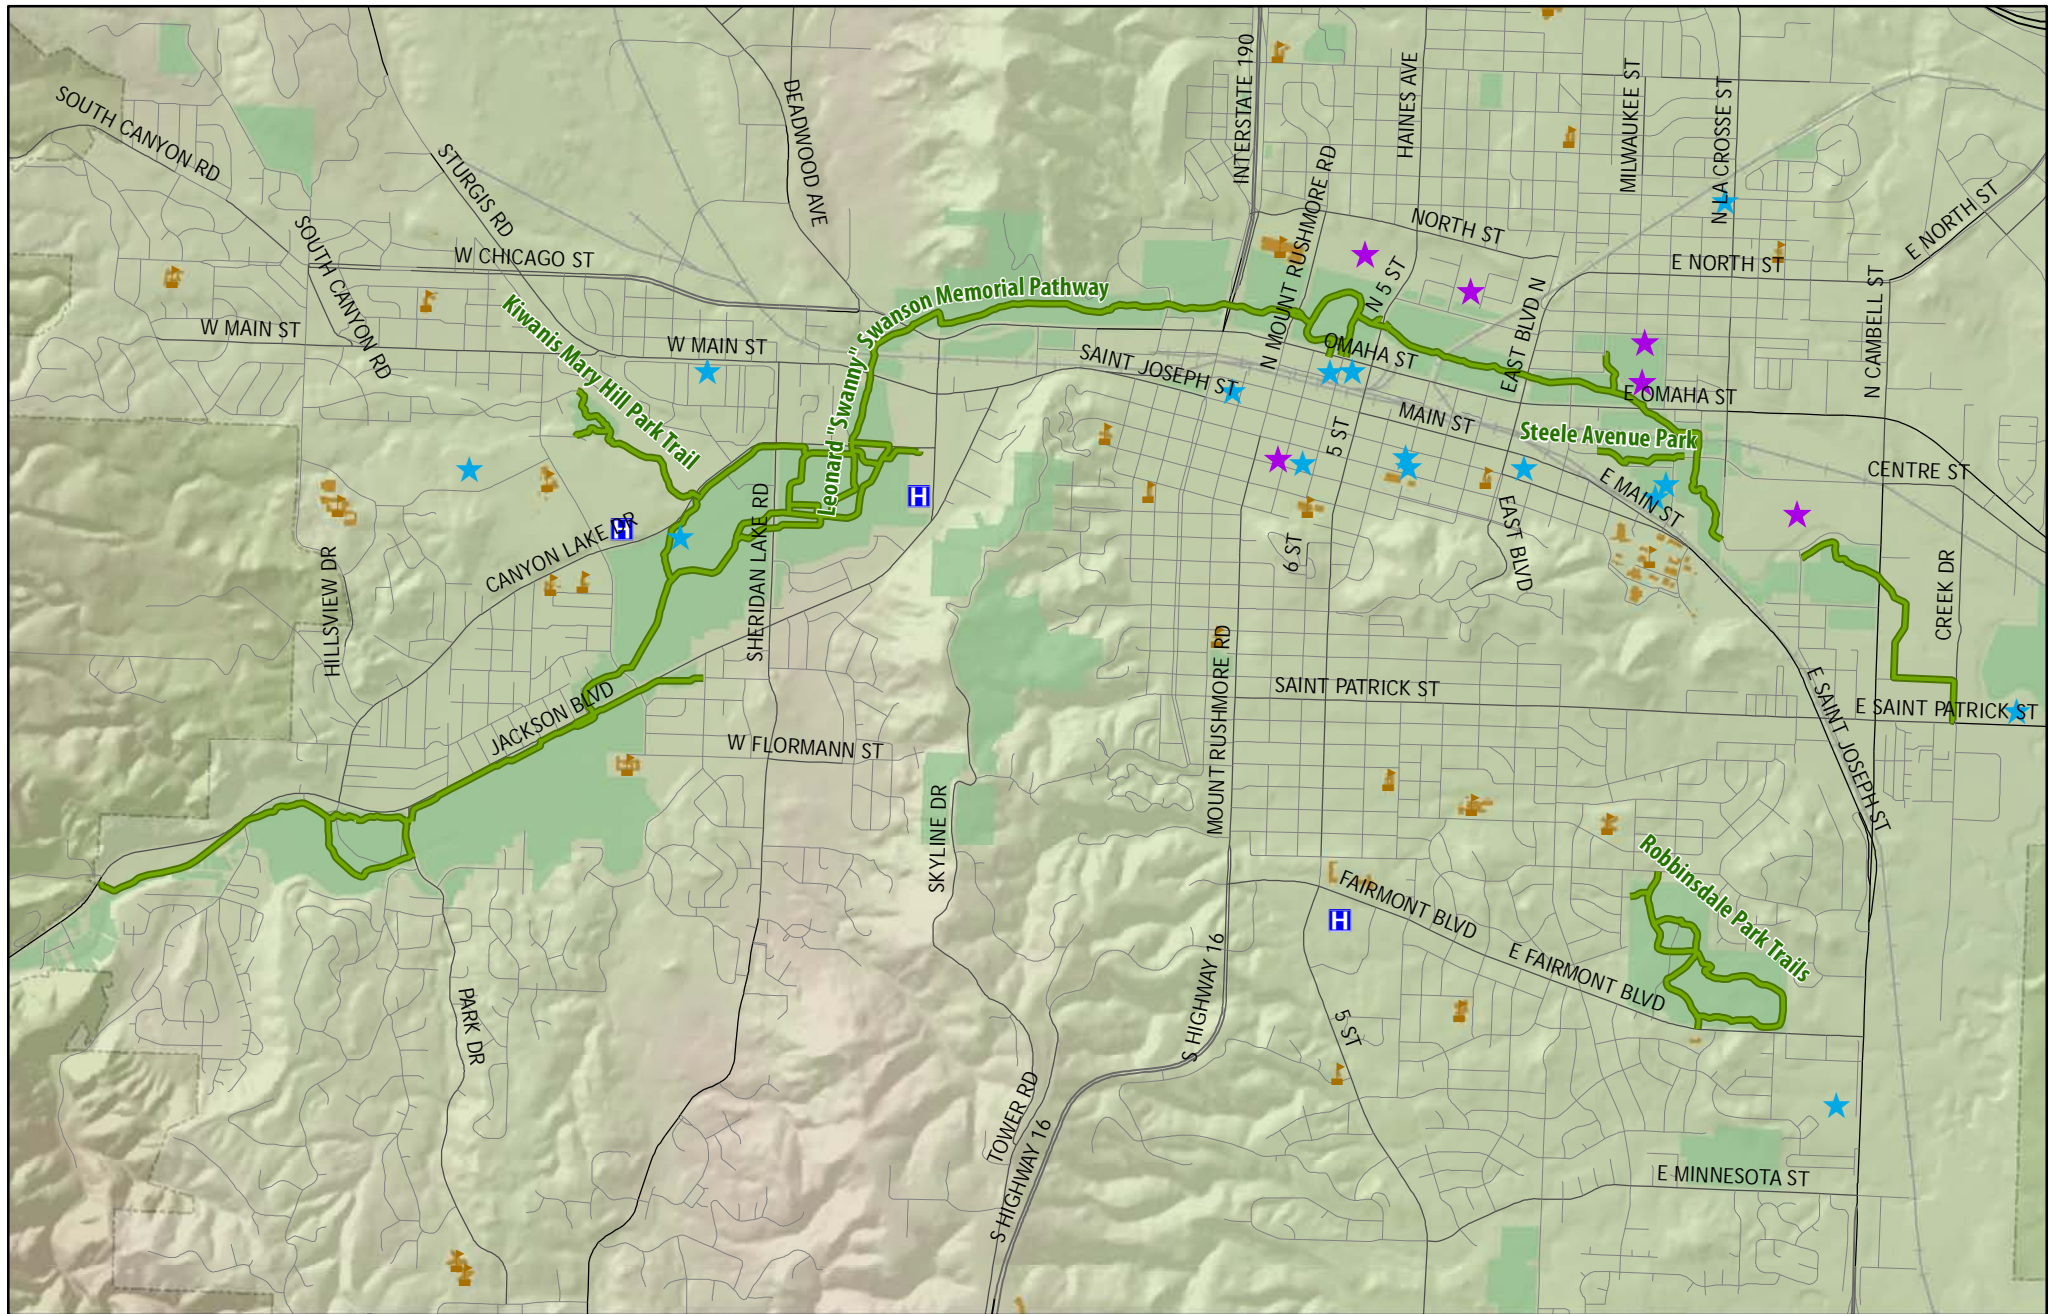 INTERSTATE 190
HAINES AVE
MILWAUKEE ST
N LA CROSSE ST
DEADWOOD AVE
SOUTH CANYON RD
STURGIS RD
N MOUNT RUSHMORE RD
NORTH ST
E NORTH ST
SOUTH CANYON RD
W CHICAGO ST
E NORTH ST
N 5 ST
Kiwanis Mary Hill Park Trail
Leonard "Swanny" Swanson Memorial Pathway
EAST BLVD N
N CAMBELL ST
W MAIN ST
W MAIN ST
SAINT JOSEPH ST
OMAHA ST
E OMAHA ST
MAIN ST
5 ST
Steele Avenue Park
CENTRE ST
E MAIN ST
H
H
CANYON LAKE DR
SHERIDAN LAKE RD
6 ST
EAST BLVD
HILLSVIEW DR
CREEK DR
MOUNT RUSHMORE RD
SAINT PATRICK ST
E SAINT PATRICK ST
E SAINT JOSEPH ST
JACKSON BLVD
W FLORMANN ST
SKYLINE DR
Robbinsdale Park Trails
FAIRMONT BLVD
H
E FAIRMONT BLVD
S HIGHWAY 16
PARK DR
5 ST
TOWER RD
S HIGHWAY 16
E MINNESOTA ST